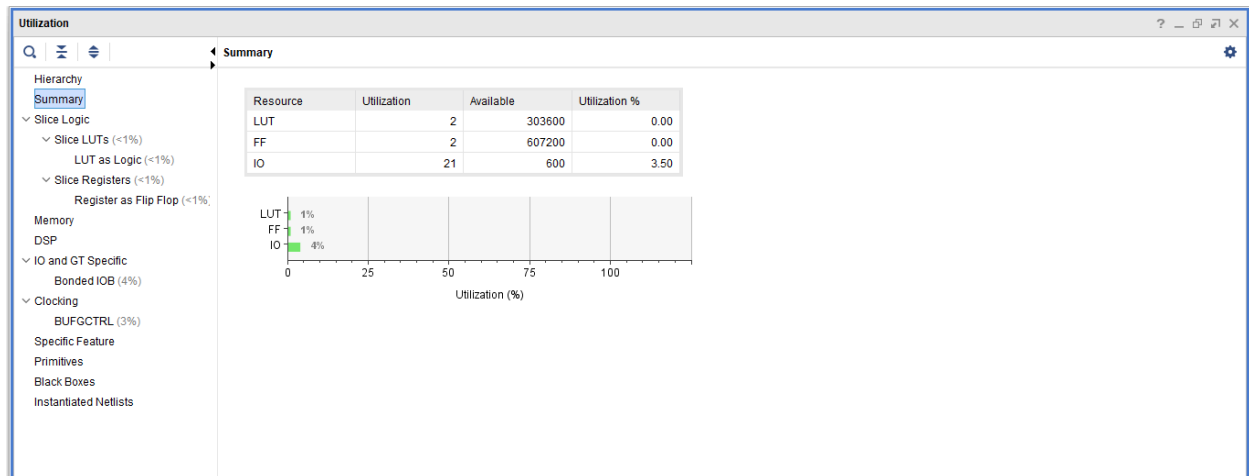 Utilization
Summary
Hierarchy
Summary
Slice Logic
Slice LUTs (<1%)
LUT as Logic (<1%)
Slice Registers (<1%)
Register as Flip Flop (<1%
Memory
DSP
IO and GT Specific
Bonded IOB (4%)
Clocking
BUFGCTRL (3%)
Specific Feature
Primitives
Black Boxes
Instantiated Netlists
Resource Utilization Available Utilization %
LUT 2 303600 0.00
FF 2 607200 0.00
IO 21 600 3.50
LUT 1%
FF 1%
IO 4%
0 25 50 75 100
Utilization (%)